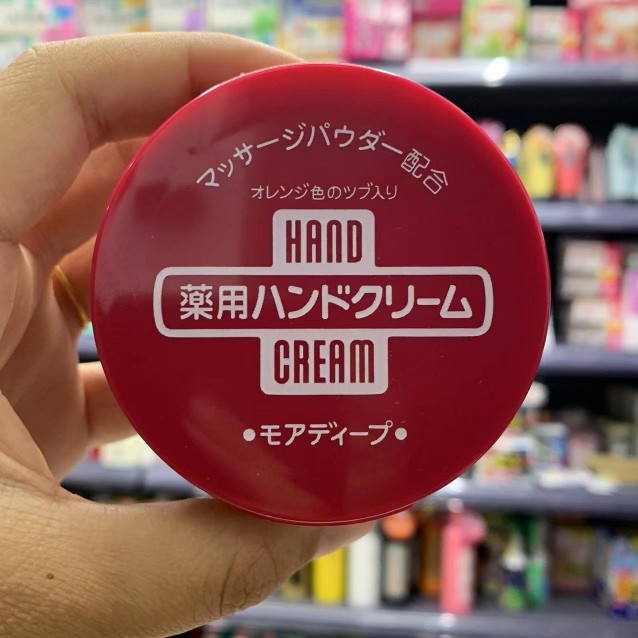 マッサージパウダー配合
オレンジ色のツブ入り
HAND
薬用ハンドクリーム
CREAM
•モアディープ•